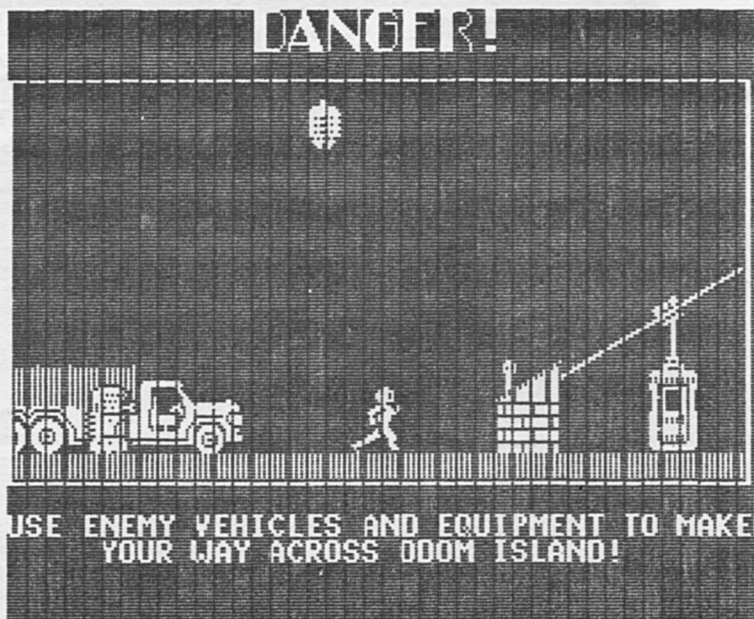 DANGER!
USE ENEMY VEHICLES AND EQUIPMENT TO MAKE
YOUR WAY ACROSS DOOM ISLAND!